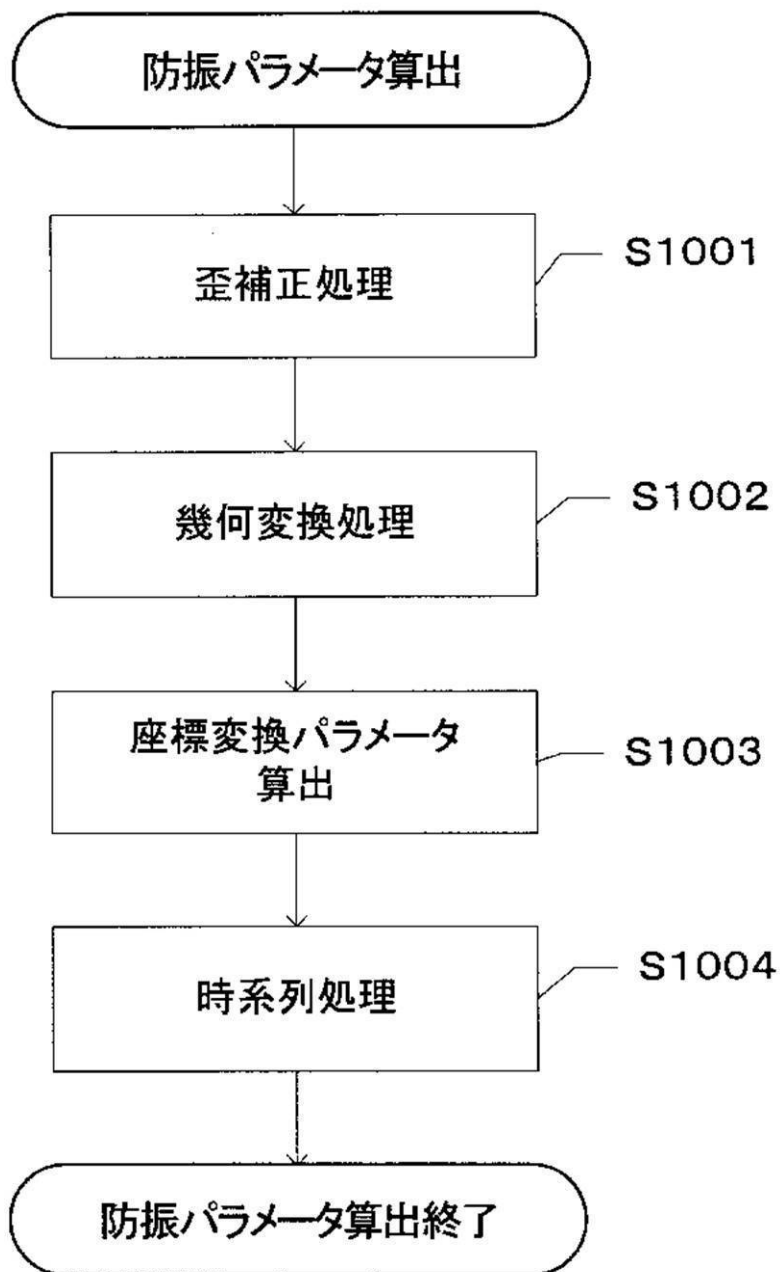 防振パラメータ算出
歪補正処理
S1001
幾何変換処理
S1002
座標変換パラメータ
算出
S1003
時系列処理
S1004
防振パラメータ算出終了